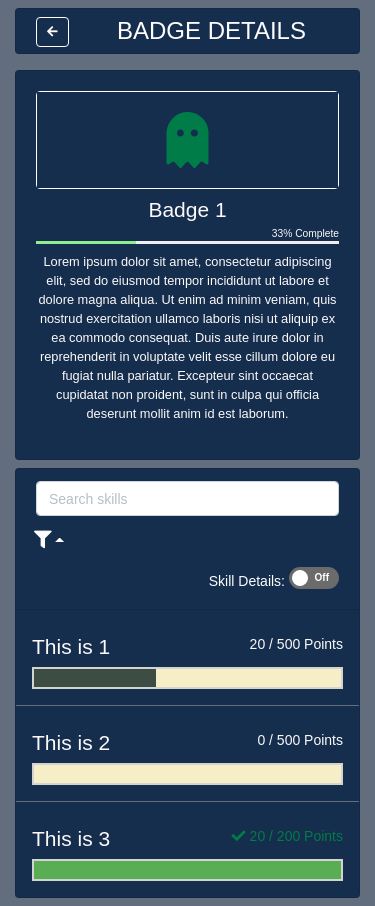 BADGE DETAILS
Badge 1
33% Complete
Lorem ipsum dolor sit amet, consectetur adipiscing
elit, sed do eiusmod tempor incididunt ut labore et
dolore magna aliqua. Ut enim ad minim veniam, quis
nostrud exercitation ullamco laboris nisi ut aliquip ex
ea commodo consequat. Duis aute irure dolor in
reprehenderit in voluptate velit esse cillum dolore eu
fugiat nulla pariatur. Excepteur sint occaecat
cupidatat non proident, sunt in culpa qui officia
deserunt mollit anim id est laborum.
Search skills
Skill Details: Off
This is 1 20 / 500 Points
This is 2 0 / 500 Points
This is 3 20 / 200 Points